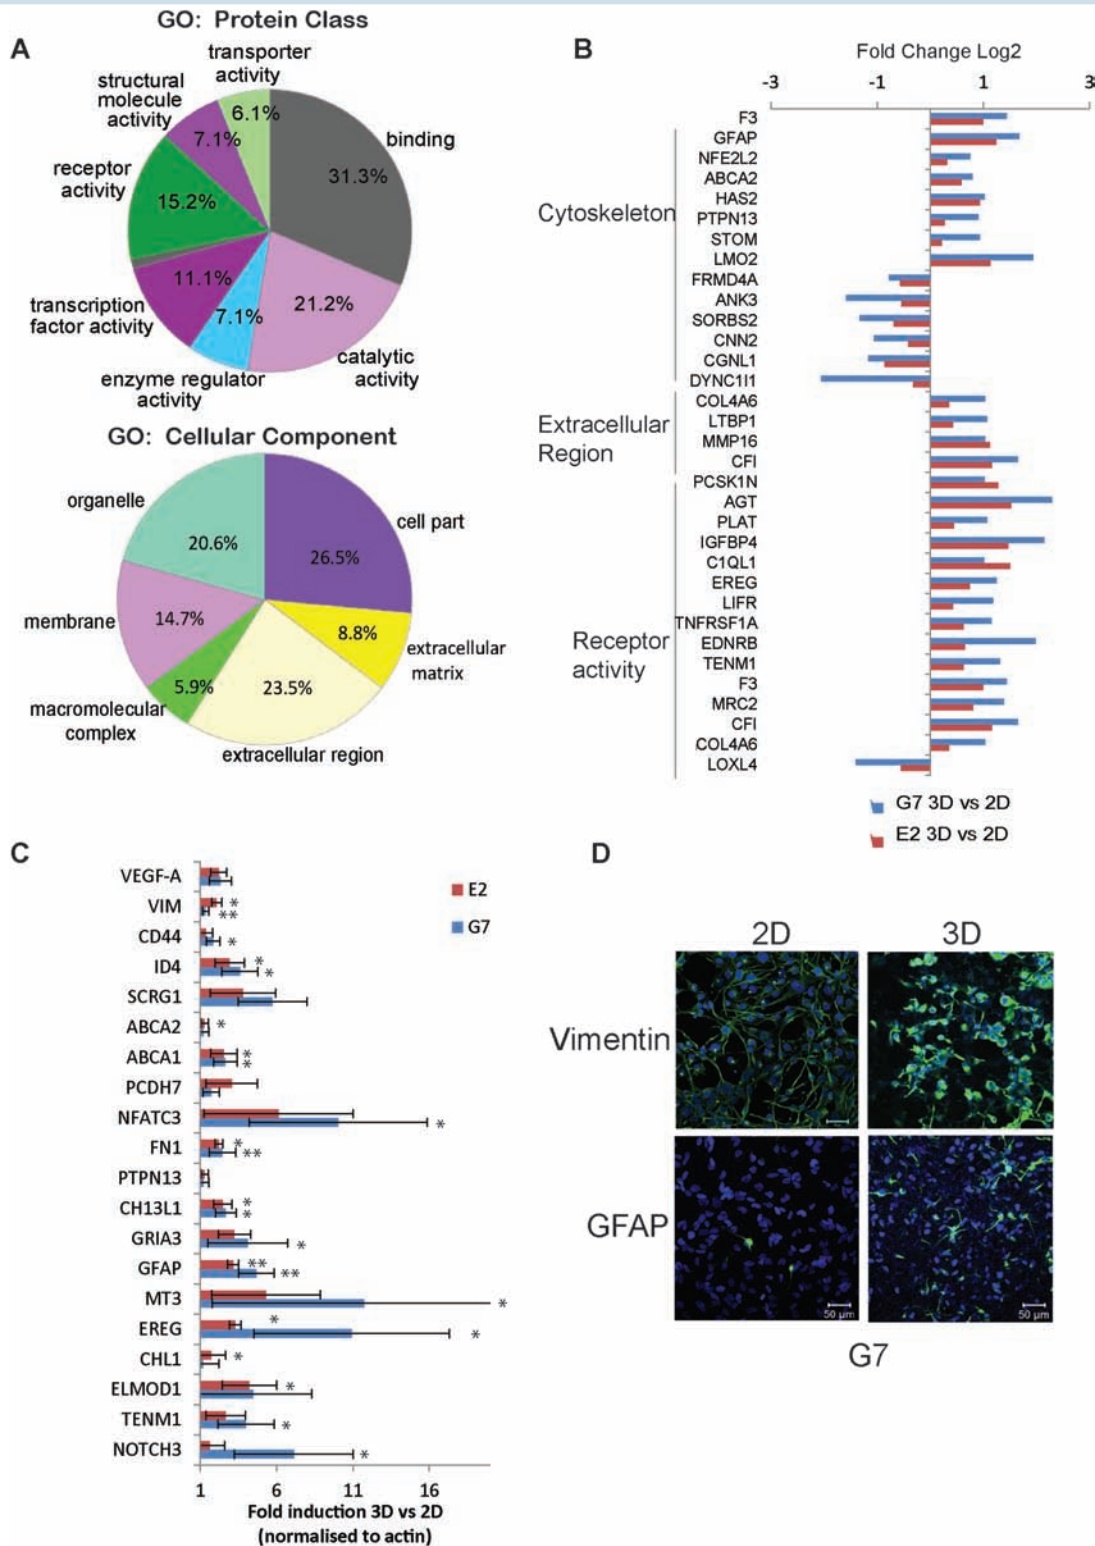 A
GO: Protein Class
transporter
activity
structural
molecule
activity
6.1%
7.1%
binding
31.3%
receptor
activity
15.2%
11.1%
transcription
factor activity
7.1%
21.2%
catalytic
activity
enzyme regulator
activity
GO: Cellular Component
organelle
20.6%
cell part
26.5%
membrane
14.7%
8.8%
extracellular
matrix
5.9%
23.5%
macromolecular
complex
extracellular region
B
Fold Change Log2
-3 -1 1 3
F3
GFAP
NFE2L2
ABCA2
HAS2
Cytoskeleton
PTPN13
STOM
LMO2
FRMD4A
ANK3
SORBS2
CNN2
CGNL1
DYNC1I1
COL4A6
Extracellular
Region
LTBP1
MMP16
CFI
PCSK1N
AGT
PLAT
IGFBP4
C1QL1
EREG
LIFR
TNFRSF1A
Receptor
activity
EDNRB
TENM1
F3
MRC2
CFI
COL4A6
LOXL4
G7 3D vs 2D
E2 3D vs 2D
C
VEGF-A
E2
VIM * **
G7
CD44 *
ID4 * *
SCRG1
ABCA2 *
ABCA1 * *
PCDH7
NFATC3 *
FN1 * **
PTPN13
CH13L1 * *
GRIA3 *
GFAP ** **
MT3 *
EREG * *
CHL1 *
ELMOD1 *
TENM1 *
NOTCH3 *
1 6 11 16
Fold induction 3D vs 2D
(normalised to actin)
D
2D 3D
Vimentin
GFAP
50 µm 50 µm
G7